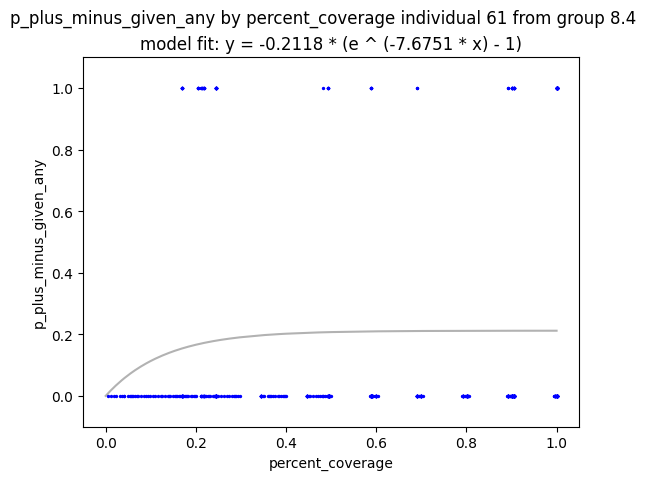 p_plus_minus_given_any by percent_coverage individual 61 from group 8.4
model fit: y = -0.2118 * (e ^ (-7.6751 * x) - 1)
1.0
0.8
0.6
0.4
0.2
0.0
p_plus_minus_given_any
0.0 0.2 0.4 0.6 0.8 1.0
percent_coverage